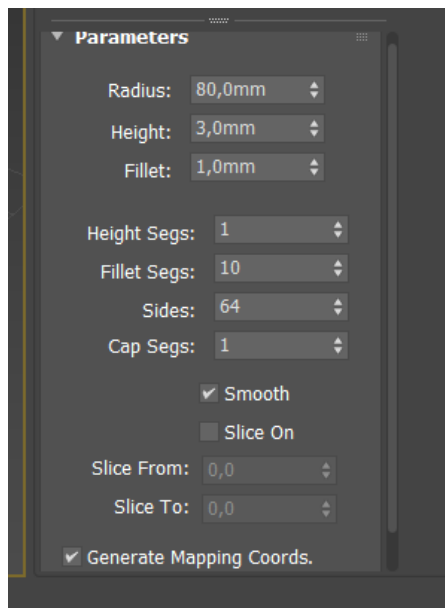 Parameters
Radius: 80,0mm
Height: 3,0mm
Fillet: 1,0mm
Height Segs: 1
Fillet Segs: 10
Sides: 64
Cap Segs: 1
Smooth
Slice On
Slice From: 0,0
Slice To: 0,0
Generate Mapping Coords.